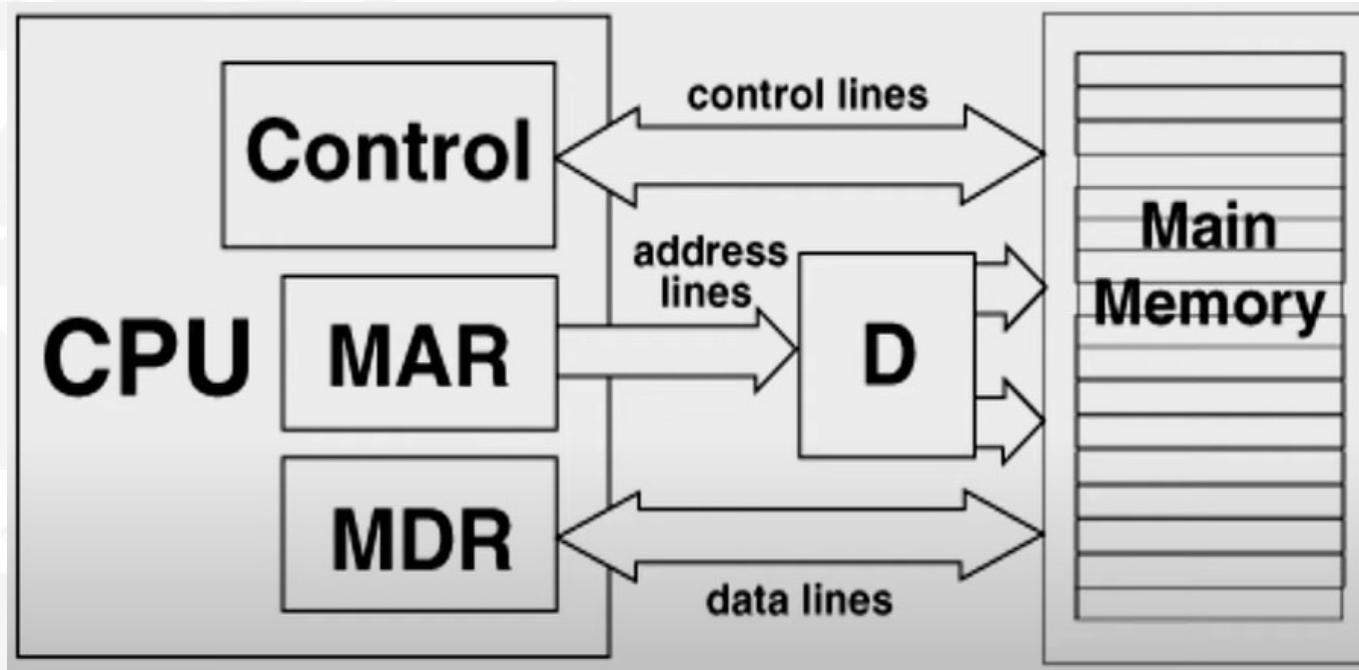 control lines
Control
address
lines
Main
Memory
CPU
MAR
D
MDR
data lines